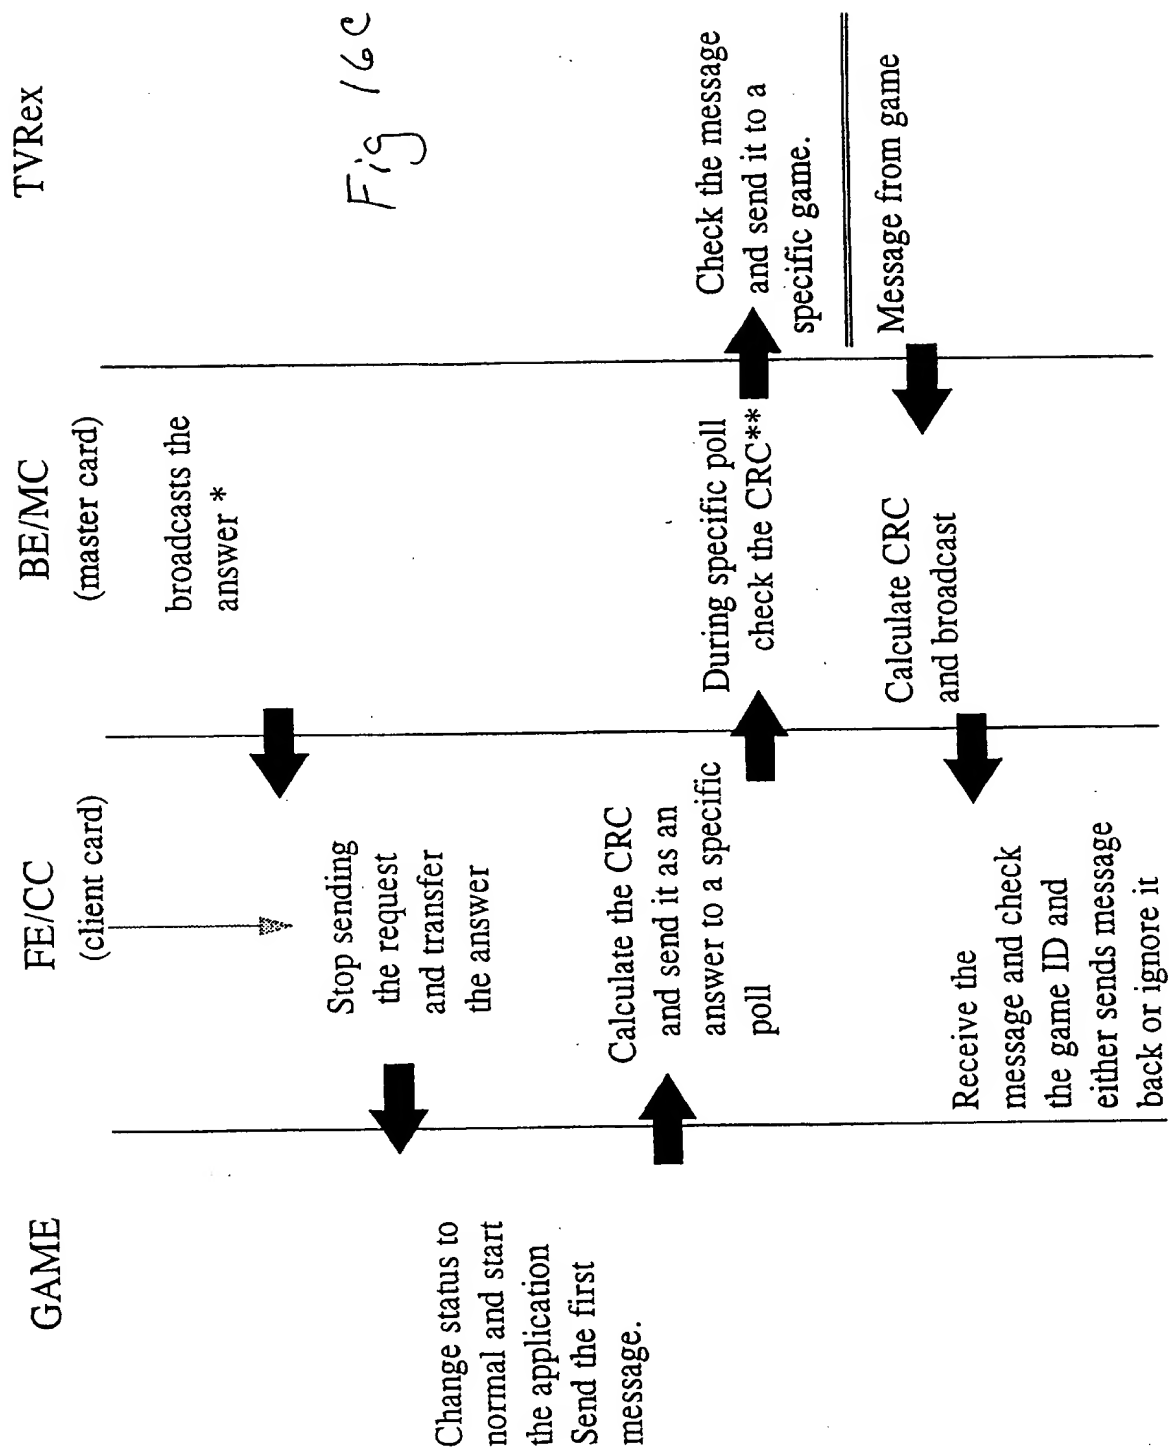 GAME
FE/CC
(client card)
BE/MC
(master card)
TVRex
broadcasts the
answer *
Fig 16C
Stop sending
the request
and transfer
the answer
Change status to
normal and start
the application
Send the first
message.
Calculate the CRC
and send it as an
answer to a specific
poll
During specific poll
check the CRC**
Check the message
and send it to a
specific game.
Message from game
Calculate CRC
and broadcast
Receive the
message and check
the game ID and
either sends message
back or ignore it